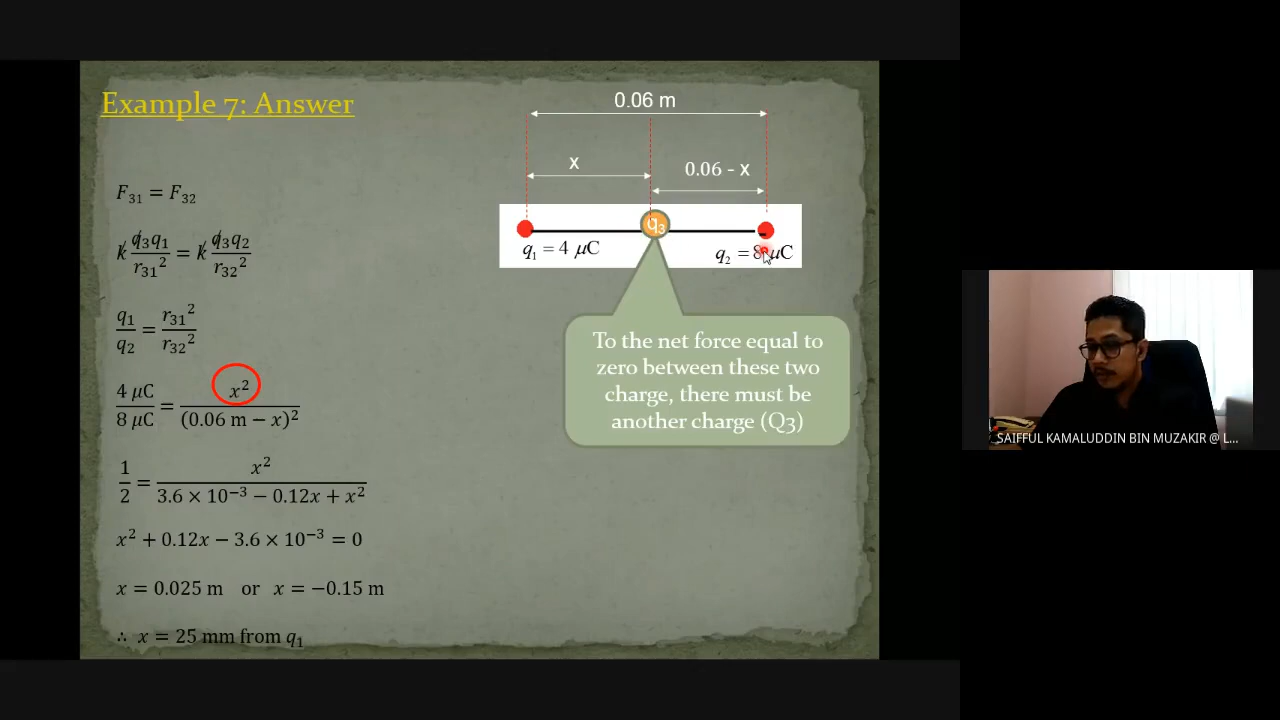 Example 7: Answer
0.06 m
x
0.06 - x
F₃₁ = F₃₂
k q₃q₁/r₃₁² = k q₃q₂/r₃₂²
q₃
q₁ = 4 μC
q₂ = 8 μC
q₁/q₂ = r₃₁²/r₃₂²
To the net force equal to
zero between these two
charge, there must be
another charge (Q3)
4 μC/8 μC = x²/(0.06 m − x)²
1/2 = x²/(3.6 × 10⁻³ − 0.12x + x²)
x² + 0.12x − 3.6 × 10⁻³ = 0
x = 0.025 m or x = −0.15 m
∴ x = 25 mm from q₁
SAIFFUL KAMALUDDIN BIN MUZAKIR @ L...